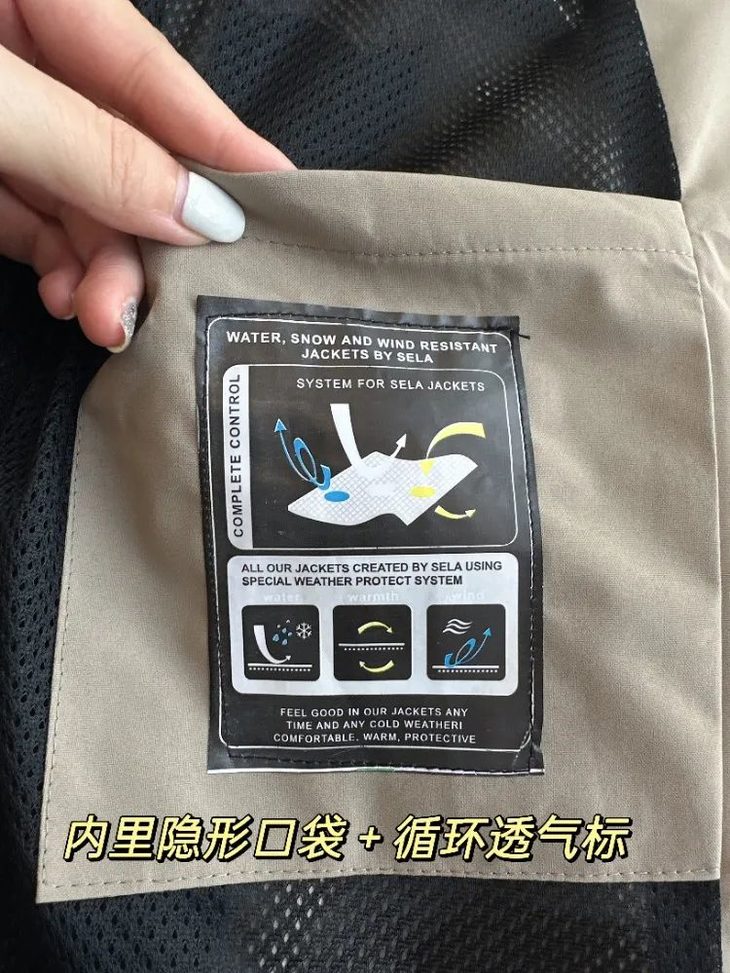 WATER, SNOW AND WIND RESISTANT
JACKETS BY SELA
COMPLETE CONTROL
SYSTEM FOR SELA JACKETS
ALL OUR JACKETS CREATED BY SELA USING
SPECIAL WEATHER PROTECT SYSTEM
water warmth wind
FEEL GOOD IN OUR JACKETS ANY
TIME AND ANY COLD WEATHERI
COMFORTABLE. WARM, PROTECTIVE
内里隐形口袋+循环透气标